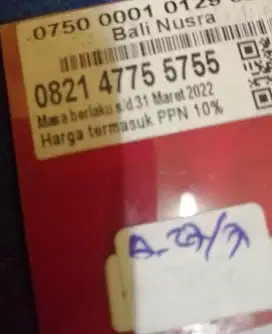 .0750 0001 0129
Bali Nusra
0821 4775 5755
Masa berlaku s/d 31 Maret 2022
Harga termasuk PPN 10%